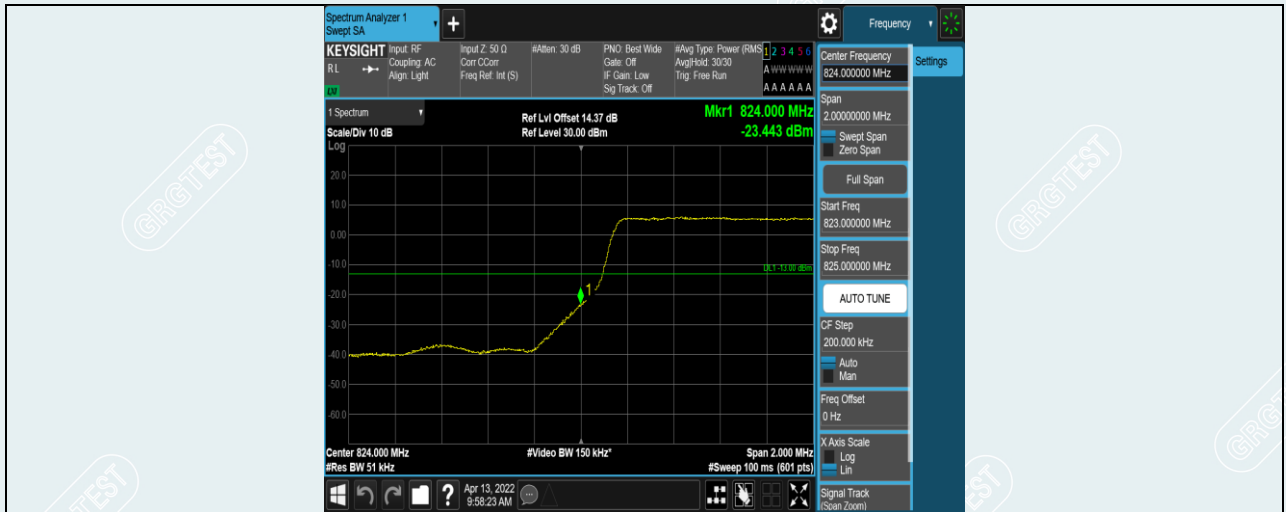 Spectrum Analyzer 1
Swept SA
+
Frequency
KEYSIGHT
Input: RF
Coupling: AC
Align: Light
Input Z: 50 Ω
Corr CCorr
Freq Ref: Int (S)
#Atten: 30 dB
PNO: Best Wide
Gate: Off
IF Gain: Low
Sig Track: Off
#Avg Type: Power (RMS
Avg|Hold: 30/30
Trig: Free Run
1 2 3 4 5 6
A WW WW W
A A A A A A
RL
LXI
1 Spectrum
Scale/Div 10 dB
Log
Ref Lvl Offset 14.37 dB
Ref Level 30.00 dBm
Mkr1 824.000 MHz
-23.443 dBm
20.0
10.0
0.00
-10.0
-20.0
-30.0
-40.0
-50.0
-60.0
DL1 -13.00 dBm
1
Center 824.000 MHz
#Res BW 51 kHz
#Video BW 150 kHz*
Span 2.000 MHz
#Sweep 100 ms (601 pts)
?
Apr 13, 2022
9:58:23 AM
Center Frequency
824.000000 MHz
Settings
Span
2.00000000 MHz
Swept Span
Zero Span
Full Span
Start Freq
823.000000 MHz
Stop Freq
825.000000 MHz
AUTO TUNE
CF Step
200.000 kHz
Auto
Man
Freq Offset
0 Hz
X Axis Scale
Log
Lin
Signal Track
(Span Zoom)
GRGTEST
GRGTEST
GRGTEST
GRGTEST